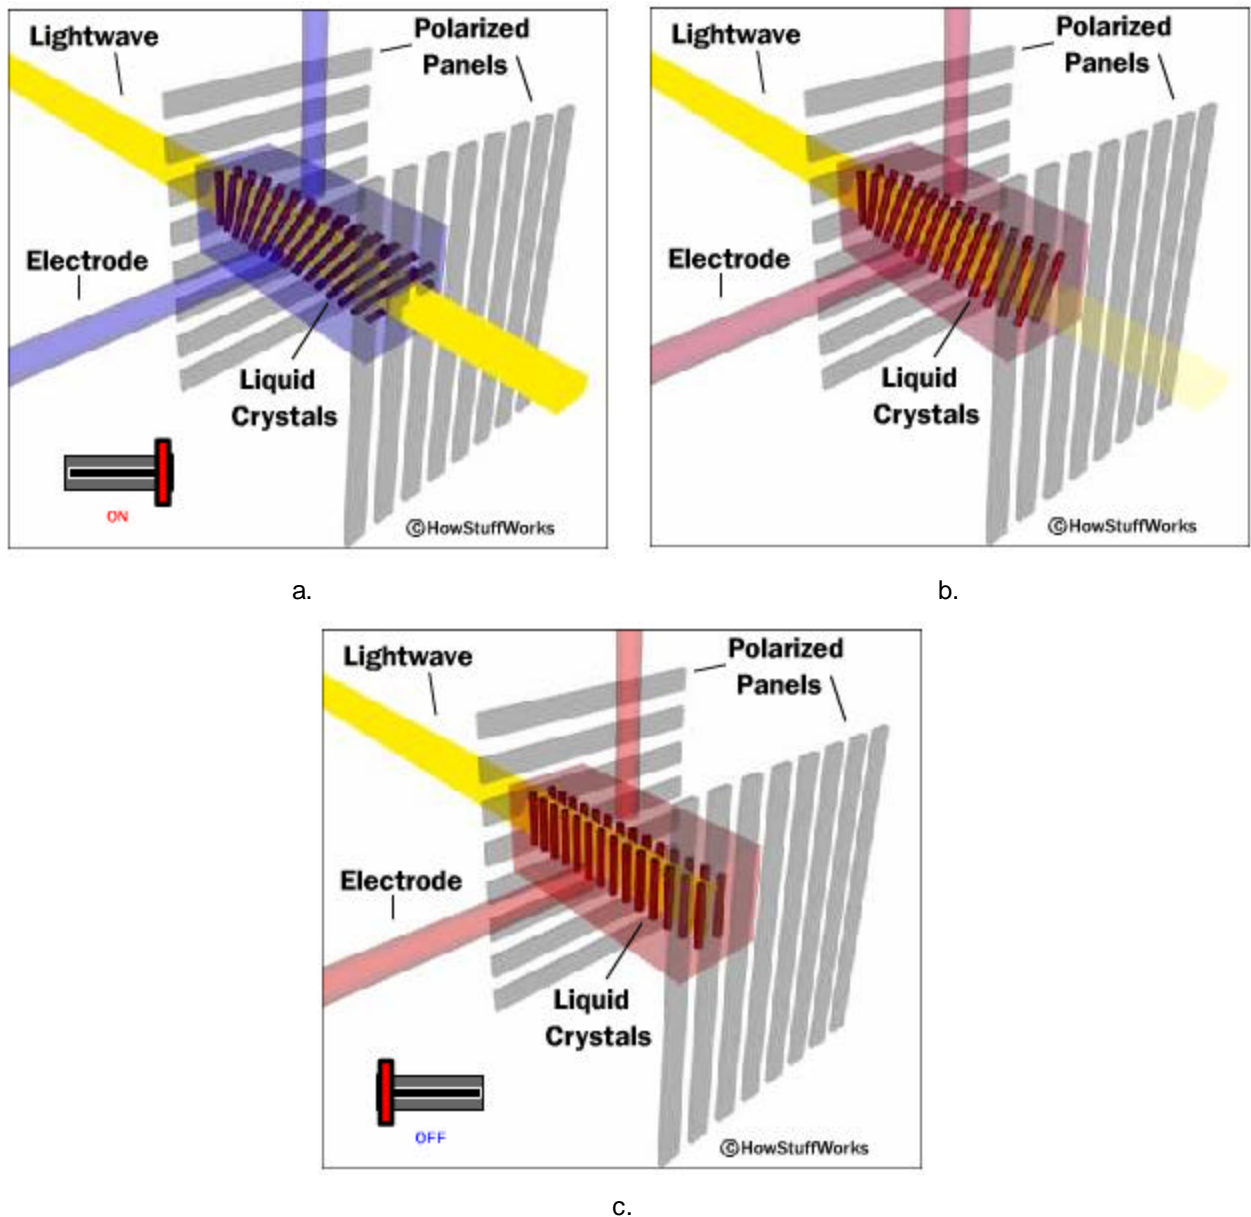 Lightwave
Polarized
Panels
Electrode
Liquid
Crystals
ON
©HowStuffWorks
a.
Lightwave
Polarized
Panels
Electrode
Liquid
Crystals
©HowStuffWorks
b.
Lightwave
Polarized
Panels
Electrode
Liquid
Crystals
OFF
©HowStuffWorks
c.